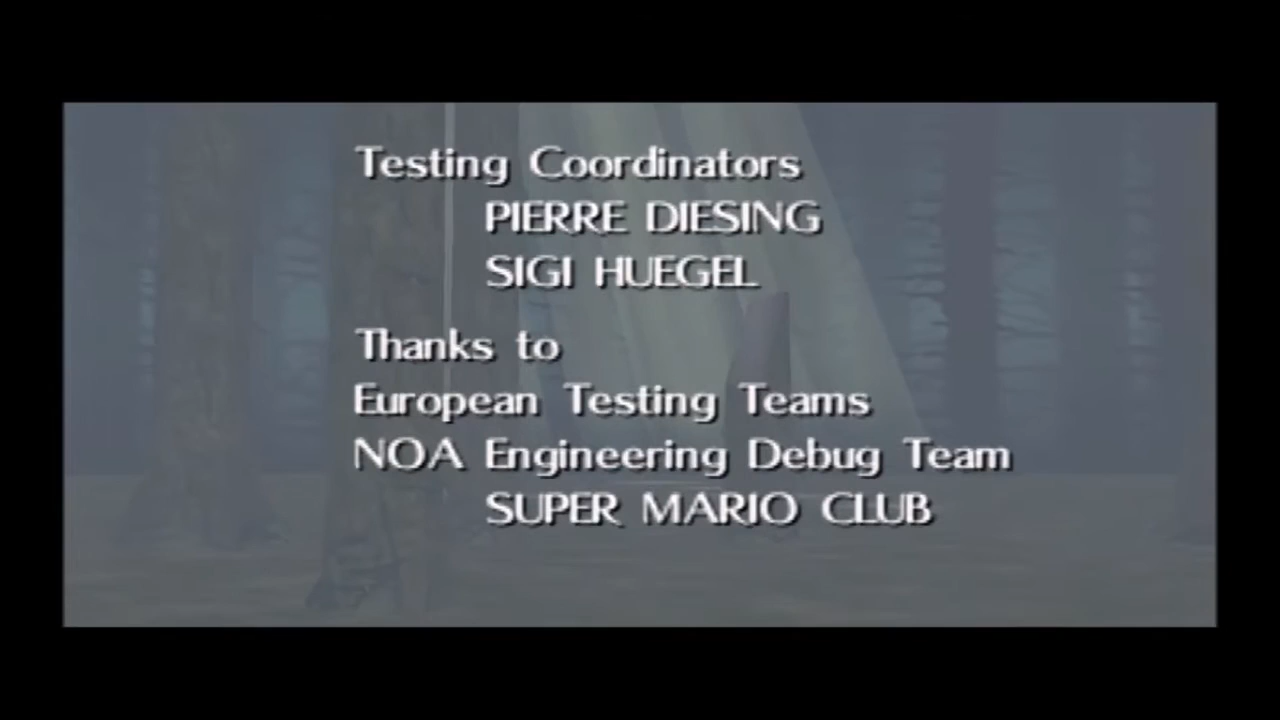 Testing Coordinators
PIERRE DIESING
SIGI HUEGEL
Thanks to
European Testing Teams
NOA Engineering Debug Team
SUPER MARIO CLUB